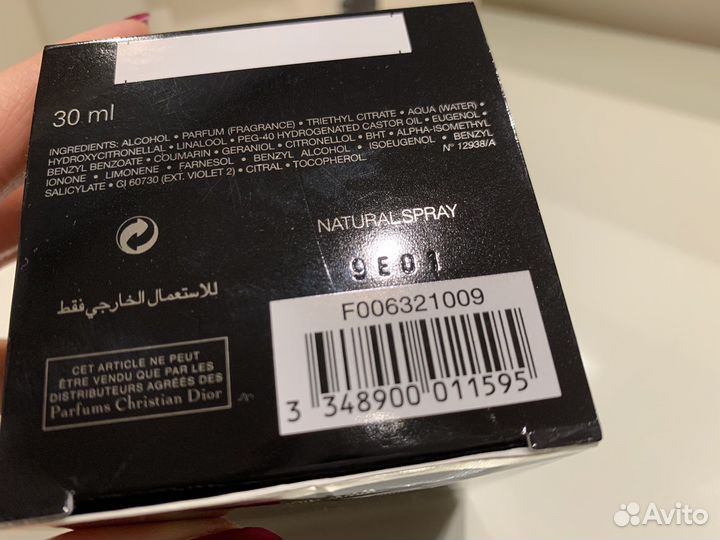 30 ml
INGREDIENTS: ALCOHOL • PARFUM (FRAGRANCE) • TRIETHYL CITRATE • AQUA (WATER) •
HYDROXYCITRONELLAL • LINALOOL • PEG-40 HYDROGENATED CASTOR OIL • EUGENOL •
BENZYL BENZOATE • COUMARIN • GERANIOL • CITRONELLOL • BHT • ALPHA-ISOMETHYL
IONONE • LIMONENE • FARNESOL • BENZYL ALCOHOL • ISOEUGENOL • BENZYL
SALICYLATE • CI 60730 (EXT. VIOLET 2) • CITRAL • TOCOPHEROL. N° 12938/A
NATURAL SPRAY
9E01
للاستعمال الخارجي فقط
F006321009
3 348900 011595
CET ARTICLE NE PEUT
ÊTRE VENDU QUE PAR LES
DISTRIBUTEURS AGRÉÉS DES
Parfums Christian Dior
Avito